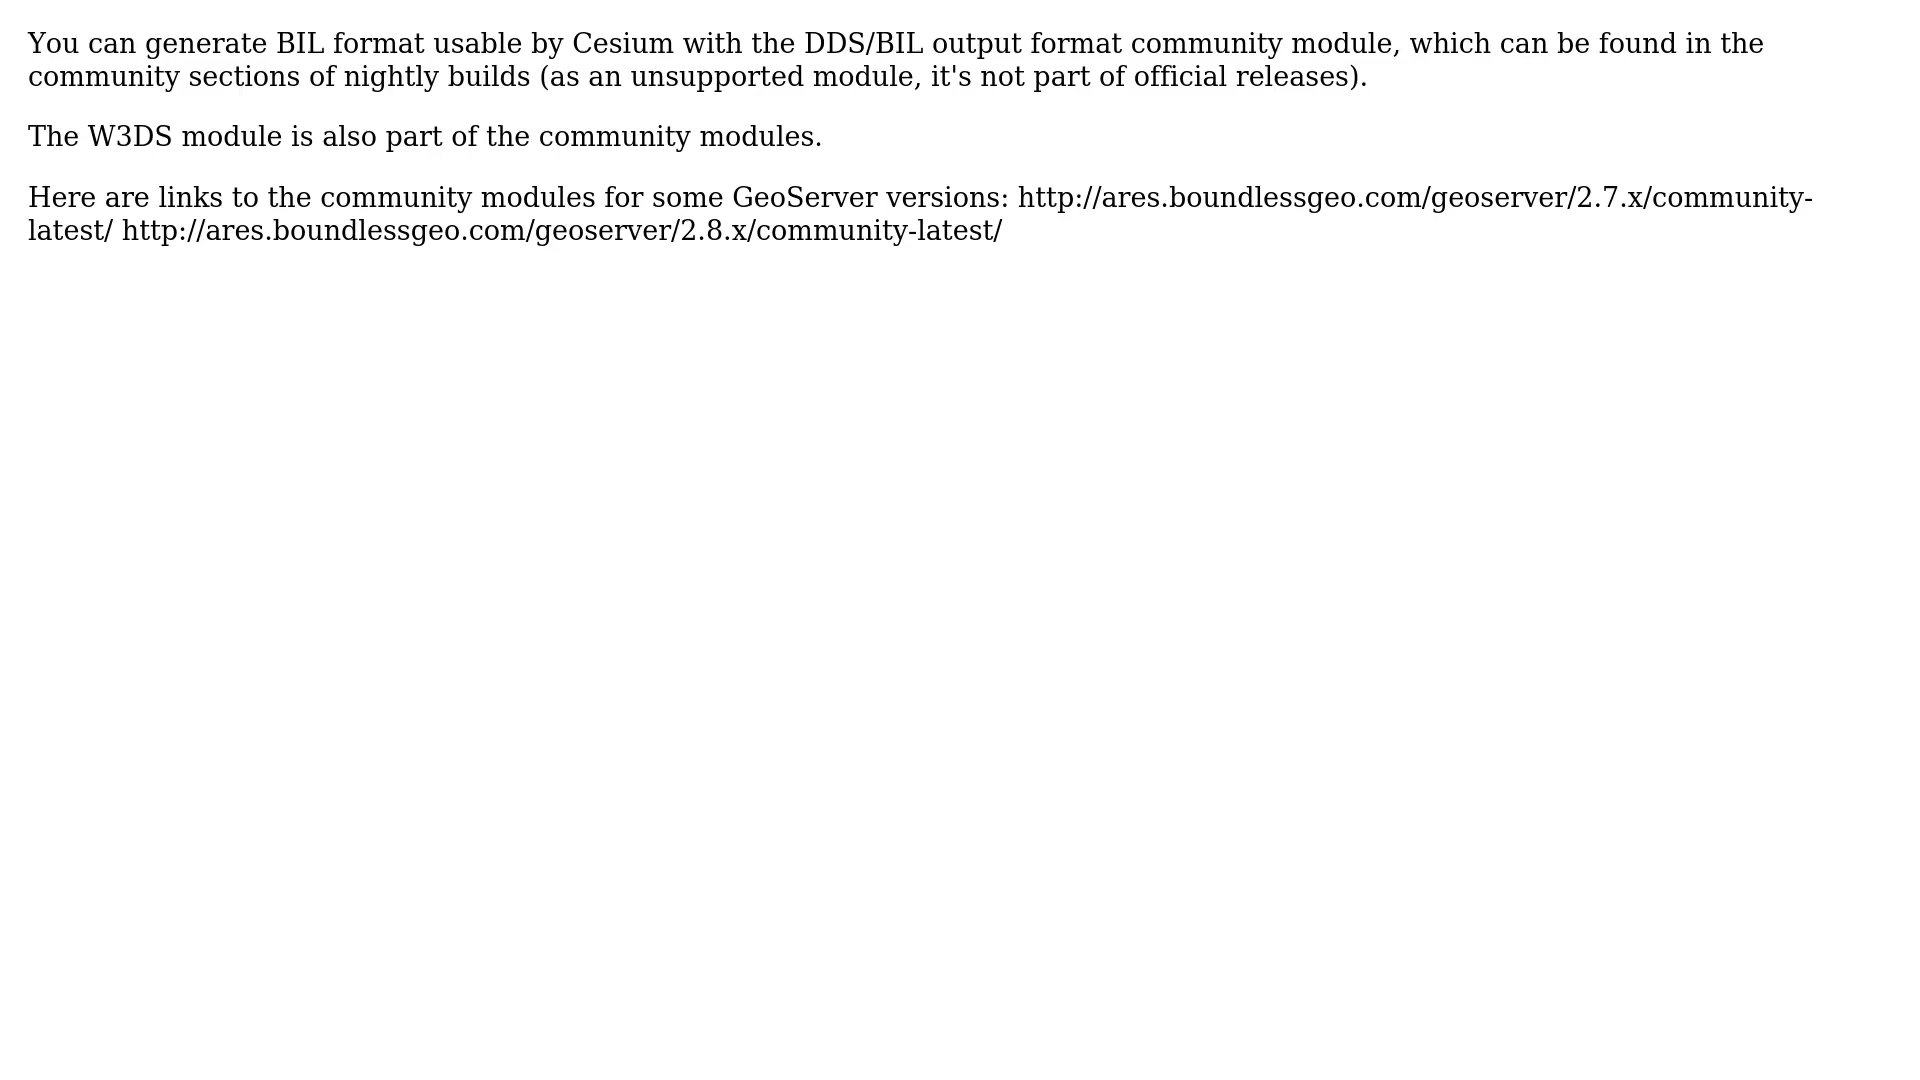 You can generate BIL format usable by Cesium with the DDS/BIL output format community module, which can be found in the
community sections of nightly builds (as an unsupported module, it's not part of official releases).
The W3DS module is also part of the community modules.
Here are links to the community modules for some GeoServer versions: http://ares.boundlessgeo.com/geoserver/2.7.x/community-
latest/ http://ares.boundlessgeo.com/geoserver/2.8.x/community-latest/